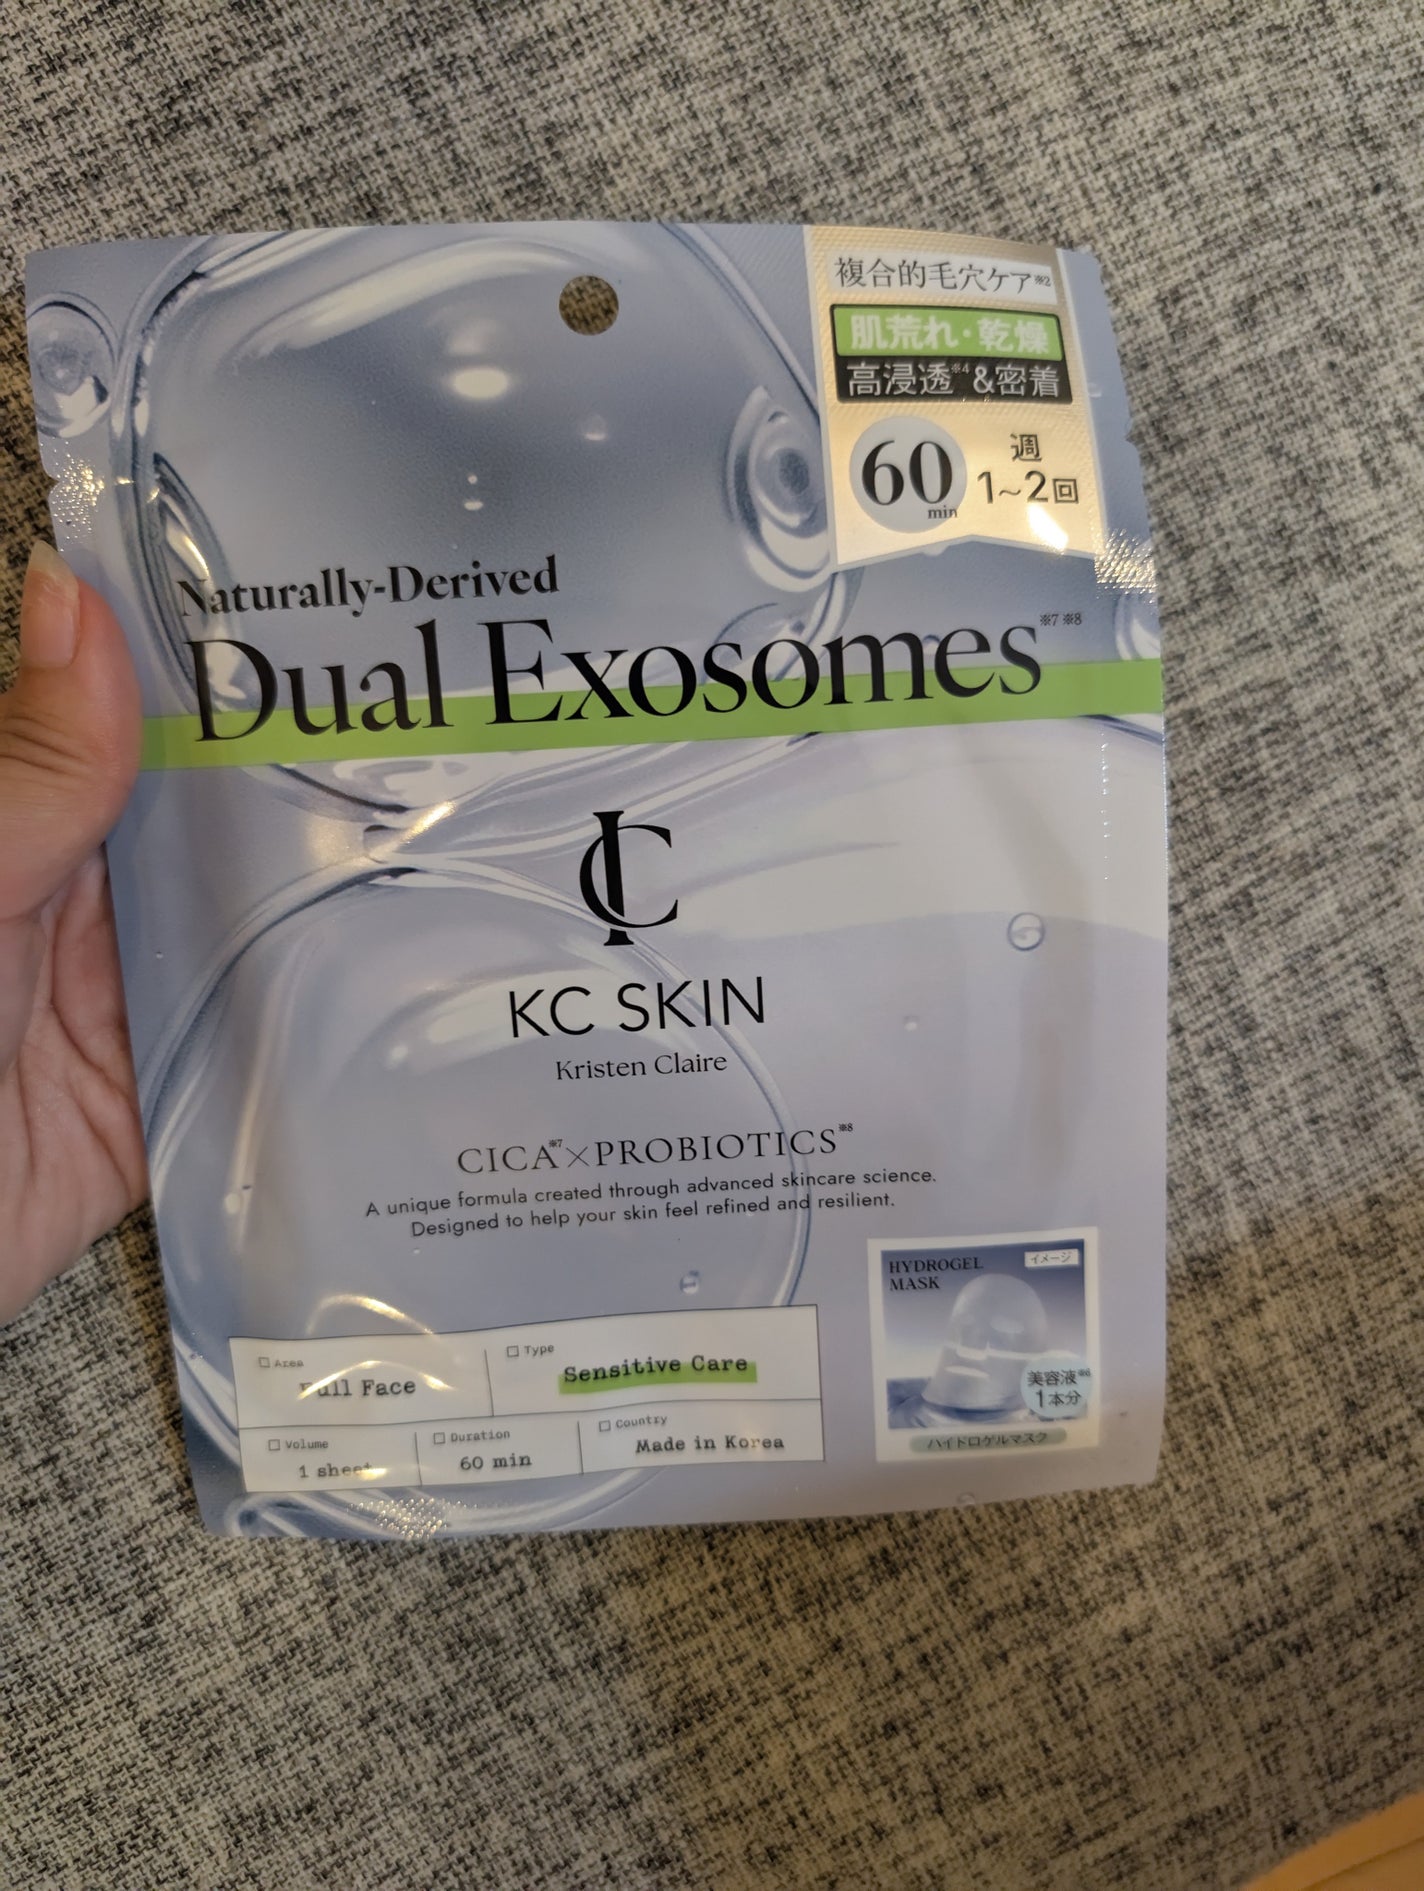 複合的毛穴ケア※2
肌荒れ・乾燥
高浸透※4&密着
60
min
週
1~2回
Naturally-Derived
Dual Exosomes※7 ※8
KC SKIN
Kristen Claire
CICA※7×PROBIOTICS※8
A unique formula created through advanced skincare science.
Designed to help your skin feel refined and resilient.
HYDROGEL
MASK
イメージ
美容液※6
1本分
ハイドロゲルマスク
Area
Full Face
Type
Sensitive Care
Volume
1 sheet
Duration
60 min
Country
Made in Korea